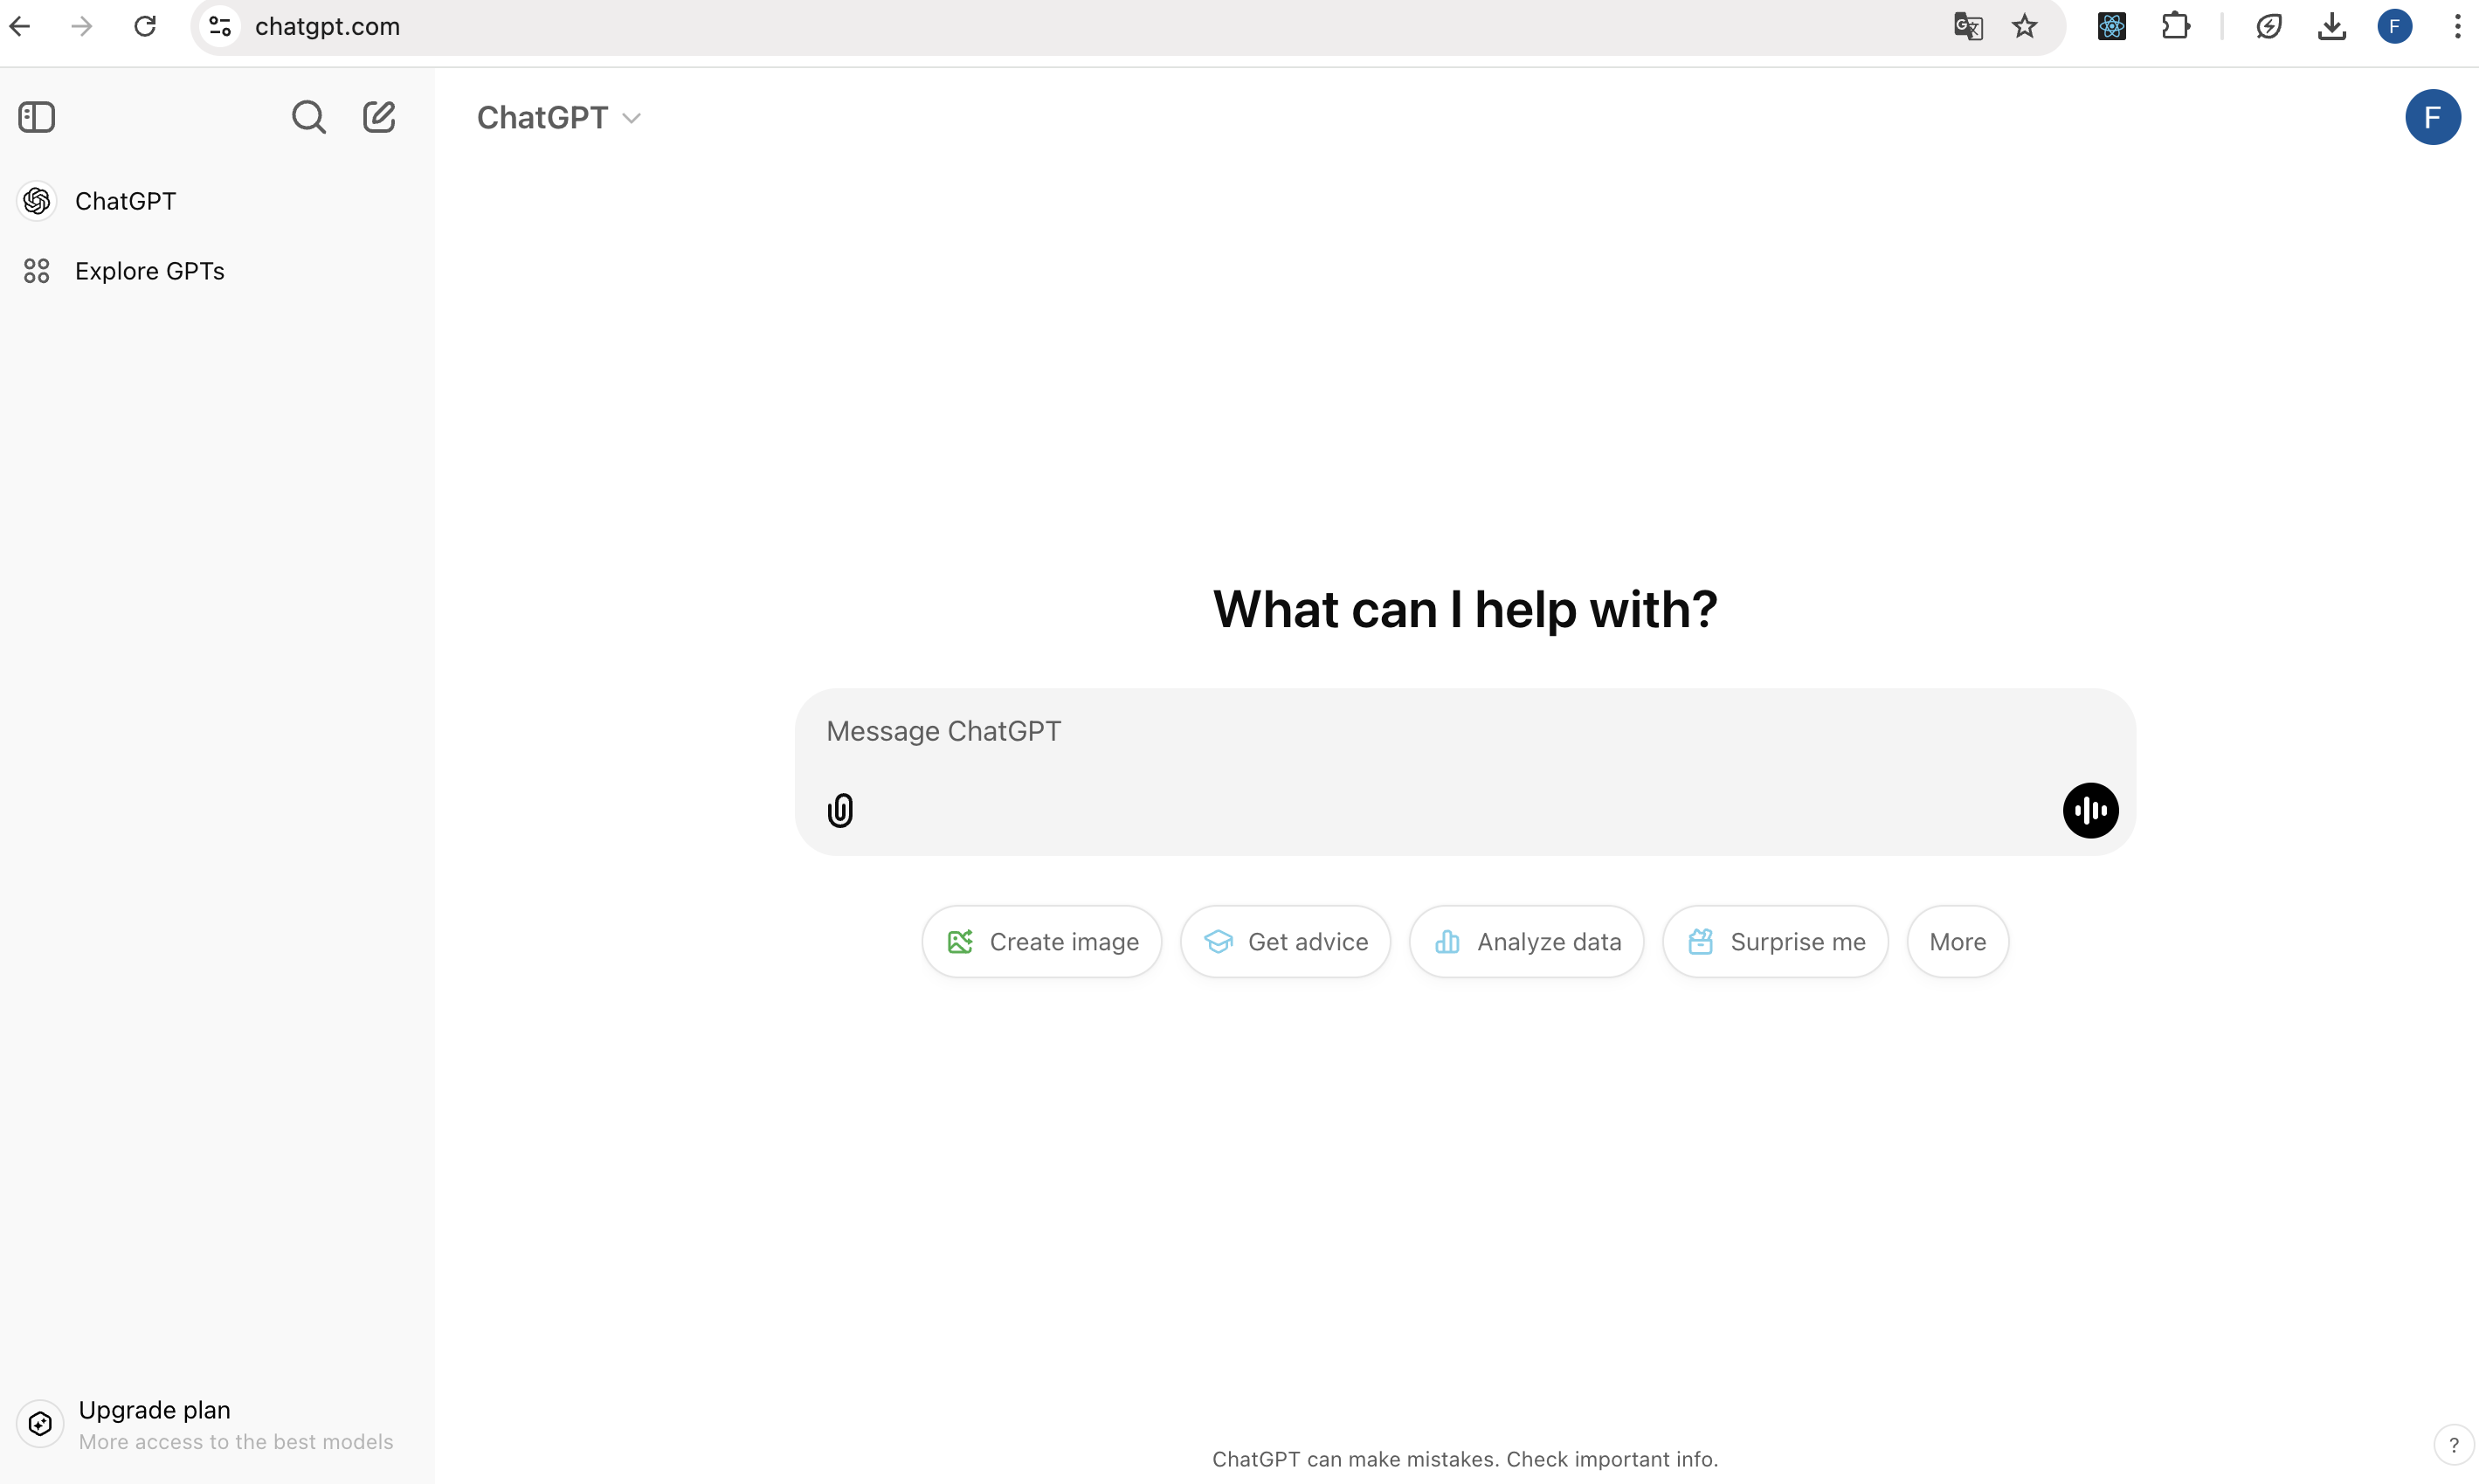 chatgpt.com
F
ChatGPT
F
ChatGPT
Explore GPTs
What can I help with?
Message ChatGPT
Create image
Get advice
Analyze data
Surprise me
More
Upgrade plan
More access to the best models
ChatGPT can make mistakes. Check important info.
?